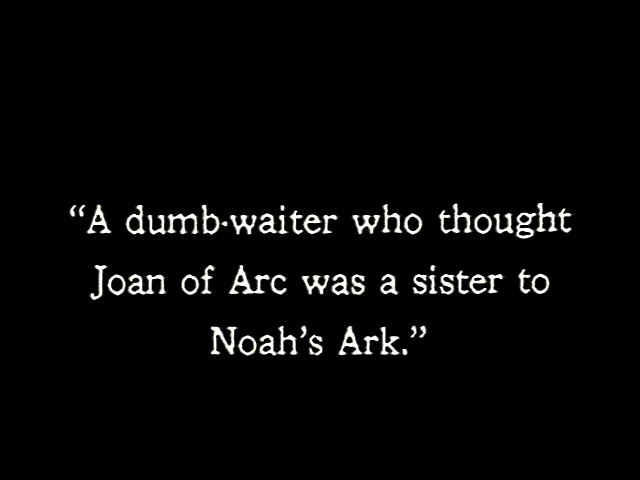 “A dumb-waiter who thought
Joan of Arc was a sister to
Noah’s Ark.”